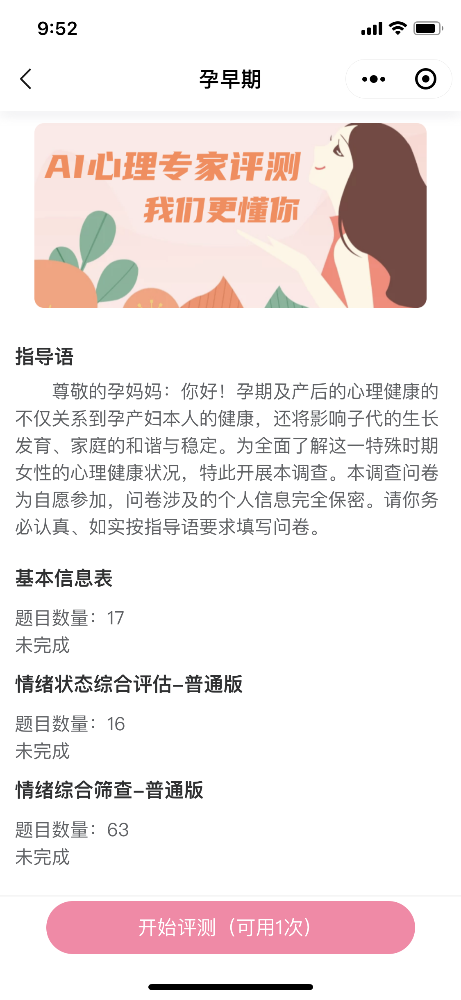 9:52
孕早期
AI心理专家评测
我们更懂你
指导语
尊敬的孕妈妈：你好！孕期及产后的心理健康的
不仅关系到孕产妇本人的健康，还将影响子代的生长
发育、家庭的和谐与稳定。为全面了解这一特殊时期
女性的心理健康状况，特此开展本调查。本调查问卷
为自愿参加，问卷涉及的个人信息完全保密。请你务
必认真、如实按指导语要求填写问卷。
基本信息表
题目数量：17
未完成
情绪状态综合评估-普通版
题目数量：16
未完成
情绪综合筛查-普通版
题目数量：63
未完成
开始评测（可用1次）